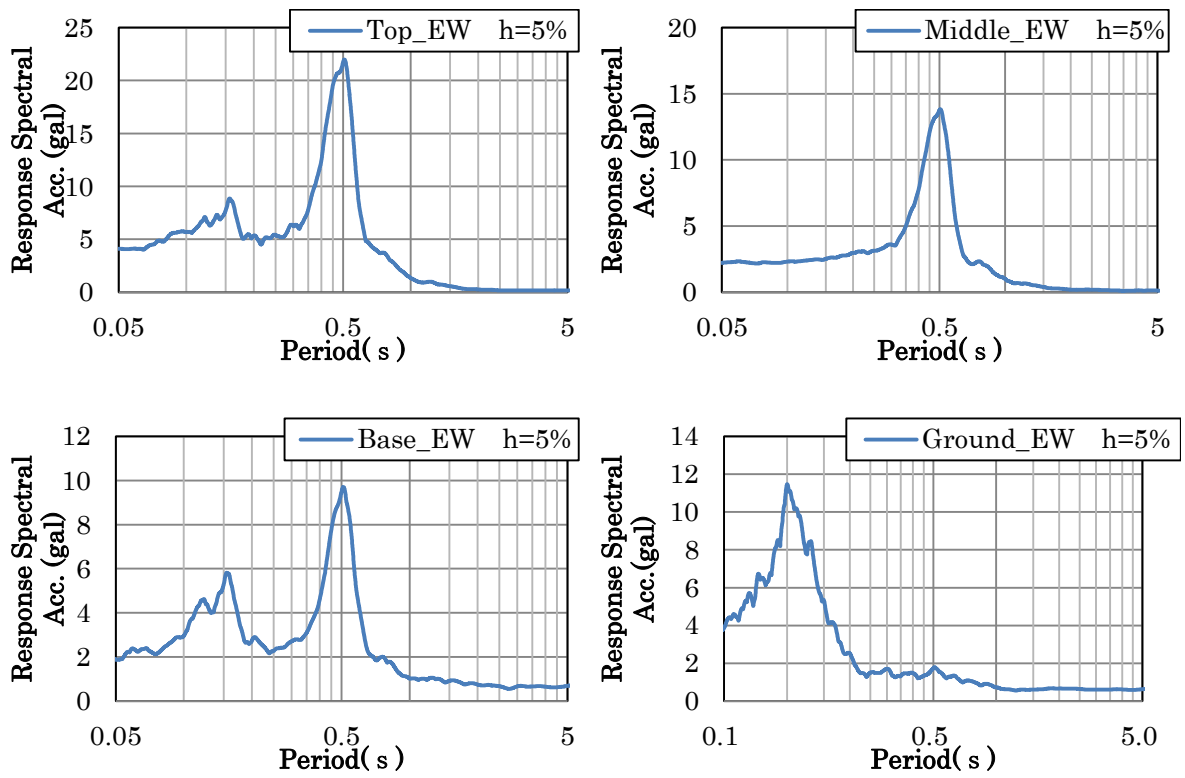 Top_EW h=5%
Response Spectral
Acc. (gal)
25
20
15
10
5
0
0.05
0.5
5
Period( s )
Middle_EW h=5%
Response Spectral
Acc. (gal)
20
15
10
5
0
0.05
0.5
5
Period( s )
Base_EW h=5%
Response Spectral
Acc. (gal)
12
10
8
6
4
2
0
0.05
0.5
5
Period( s )
Ground_EW h=5%
Response Spectral
Acc.(gal)
14
12
10
8
6
4
2
0
0.1
0.5
5.0
Period( s )